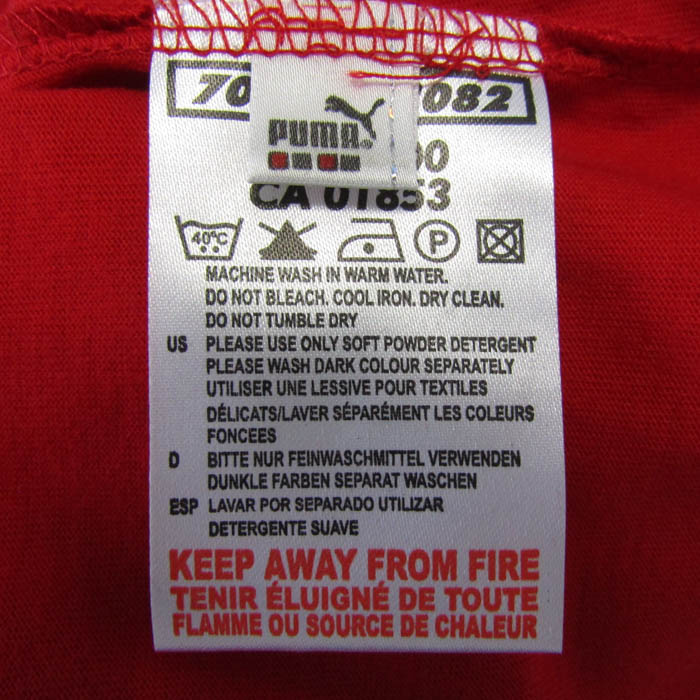 70 082
PUMA
00
CA 01853
40°C
P
MACHINE WASH IN WARM WATER.
DO NOT BLEACH. COOL IRON. DRY CLEAN.
DO NOT TUMBLE DRY
US PLEASE USE ONLY SOFT POWDER DETERGENT
PLEASE WASH DARK COLOUR SEPARATELY
UTILISER UNE LESSIVE POUR TEXTILES
DÉLICATS/LAVER SÉPARÉMENT LES COLEURS
FONCEES
D BITTE NUR FEINWASCHMITTEL VERWENDEN
DUNKLE FARBEN SEPARAT WASCHEN
ESP LAVAR POR SEPARADO UTILIZAR
DETERGENTE SUAVE
KEEP AWAY FROM FIRE
TENIR ÉLUIGNÉ DE TOUTE
FLAMME OU SOURCE DE CHALEUR